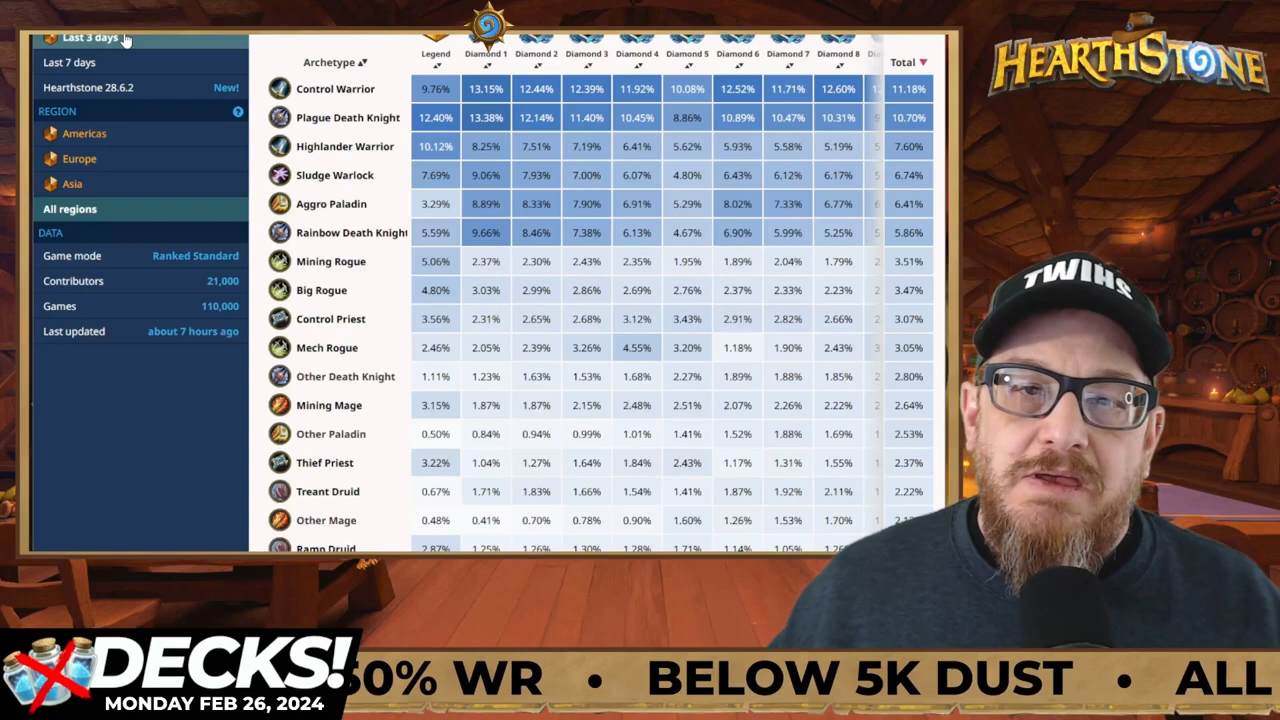 Last 3 days
Last 7 days
Hearthstone 28.6.2 New!
REGION ?
Americas
Europe
Asia
All regions
DATA
Game mode Ranked Standard
Contributors 21,000
Games 110,000
Last updated about 7 hours ago
Archetype Legend Diamond 1 Diamond 2 Diamond 3 Diamond 4 Diamond 5 Diamond 6 Diamond 7 Diamond 8 Total
Control Warrior 9.76% 13.15% 12.44% 12.39% 11.92% 10.08% 12.52% 11.71% 12.60% 11.18%
Plague Death Knight 12.40% 13.38% 12.14% 11.40% 10.45% 8.86% 10.89% 10.47% 10.31% 10.70%
Highlander Warrior 10.12% 8.25% 7.51% 7.19% 6.41% 5.62% 5.93% 5.58% 5.19% 7.60%
Sludge Warlock 7.69% 9.06% 7.93% 7.00% 6.07% 4.80% 6.43% 6.12% 6.17% 6.74%
Aggro Paladin 3.29% 8.89% 8.33% 7.90% 6.91% 5.29% 8.02% 7.33% 6.77% 6.41%
Rainbow Death Knight 5.59% 9.66% 8.46% 7.38% 6.13% 4.67% 6.90% 5.99% 5.25% 5.86%
Mining Rogue 5.06% 2.37% 2.30% 2.43% 2.35% 1.95% 1.89% 2.04% 1.79% 3.51%
Big Rogue 4.80% 3.03% 2.99% 2.86% 2.69% 2.76% 2.37% 2.33% 2.23% 3.47%
Control Priest 3.56% 2.31% 2.65% 2.68% 3.12% 3.43% 2.91% 2.82% 2.66% 3.07%
Mech Rogue 2.46% 2.05% 2.39% 3.26% 4.55% 3.20% 1.18% 1.90% 2.43% 3.05%
Other Death Knight 1.11% 1.23% 1.63% 1.53% 1.68% 2.27% 1.89% 1.88% 1.85% 2.80%
Mining Mage 3.15% 1.87% 1.87% 2.15% 2.48% 2.51% 2.07% 2.26% 2.22% 2.64%
Other Paladin 0.50% 0.84% 0.94% 0.99% 1.01% 1.41% 1.52% 1.88% 1.69% 2.53%
Thief Priest 3.22% 1.04% 1.27% 1.64% 1.84% 2.43% 1.17% 1.31% 1.55% 2.37%
Treant Druid 0.67% 1.71% 1.83% 1.66% 1.54% 1.41% 1.87% 1.92% 2.11% 2.22%
Other Mage 0.48% 0.41% 0.70% 0.78% 0.90% 1.60% 1.26% 1.53% 1.70%
Ramp Druid 2.87% 1.25% 1.26% 1.30% 1.28% 1.71% 1.14% 1.05%
HEARTHSTONE
TWIHS
DECKS!
MONDAY FEB 26, 2024
50% WR • BELOW 5K DUST • ALL